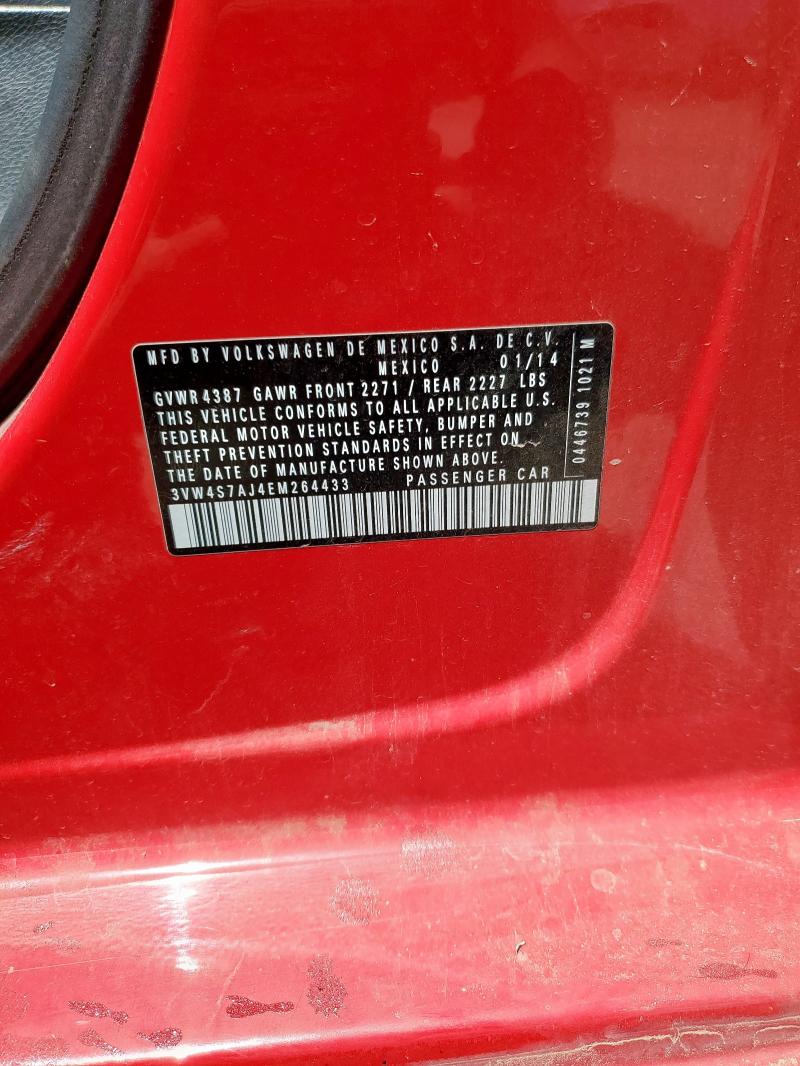 MFD BY VOLKSWAGEN DE MEXICO S.A. DE C.V.
MEXICO 01/14
GVWR 4387 GAWR FRONT 2271 / REAR 2227 LBS
THIS VEHICLE CONFORMS TO ALL APPLICABLE U.S.
FEDERAL MOTOR VEHICLE SAFETY, BUMPER AND
THEFT PREVENTION STANDARDS IN EFFECT ON
THE DATE OF MANUFACTURE SHOWN ABOVE.
3VW4S7AJ4EM264433 PASSENGER CAR
0446739 1021 M